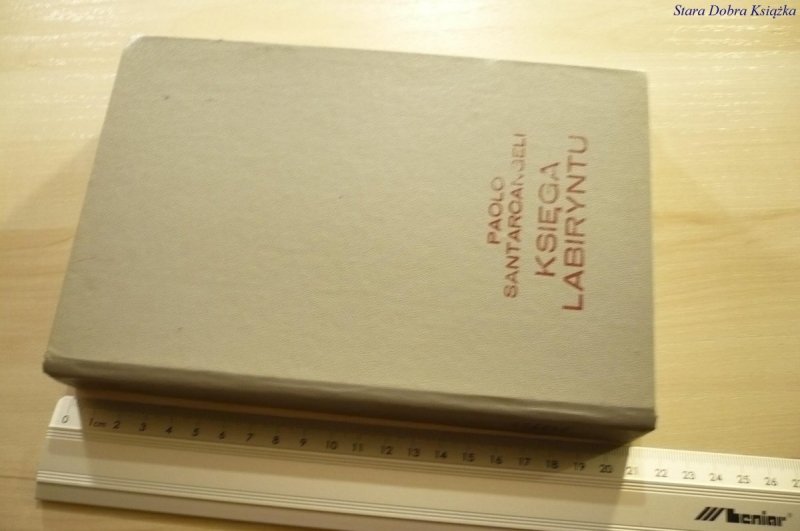 Stara Dobra Książka
PAOLO
SANTARCANGELI
KSIĘGA
LABIRYNTU
0 1cm 2 3 4 5 6 7 8 9 10 11 12 13 14 15 16 17 18 19 20 21 22 23 24 25 26 27
leniar